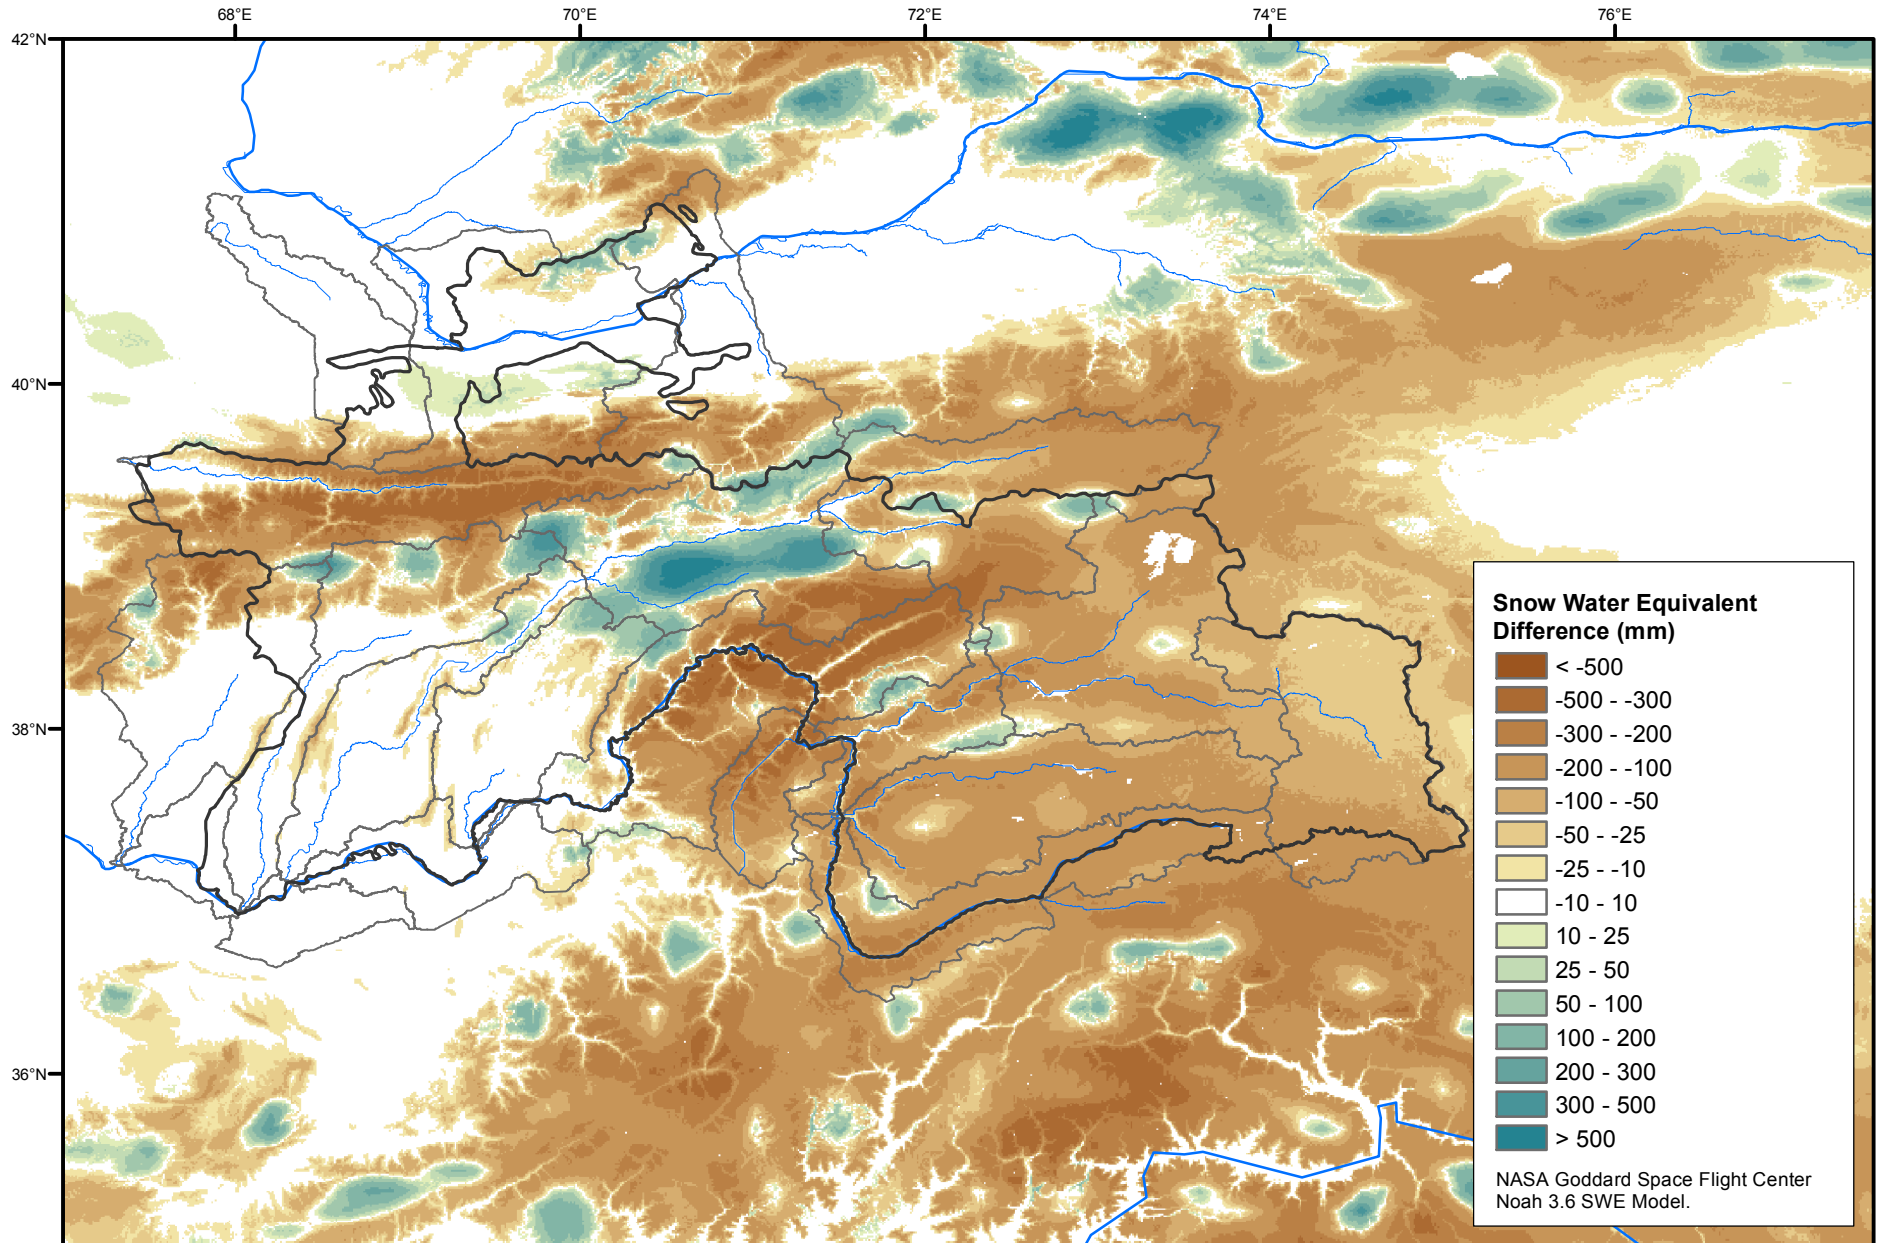 68°E
70°E
72°E
74°E
76°E
42°N
40°N
38°N
36°N
Snow Water Equivalent
Difference (mm)
< -500
-500 - -300
-300 - -200
-200 - -100
-100 - -50
-50 - -25
-25 - -10
-10 - 10
10 - 25
25 - 50
50 - 100
100 - 200
200 - 300
300 - 500
> 500
NASA Goddard Space Flight Center
Noah 3.6 SWE Model.